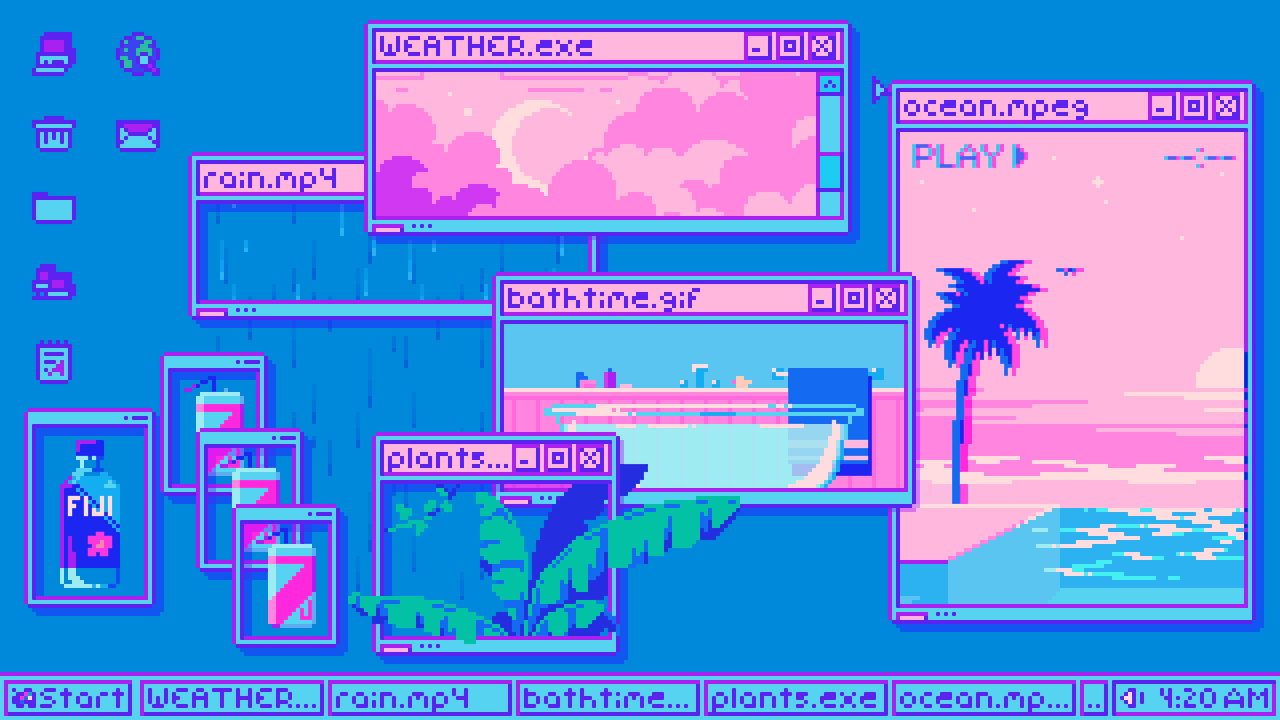 WEATHER.exe
ocean.mpeg
PLAY
--:--
rain.mp4
bathtime.gif
plants...
FIJI
Start
WEATHER...
rain.mp4
bathtime...
plants.exe
ocean.mp...
..
4:20 AM